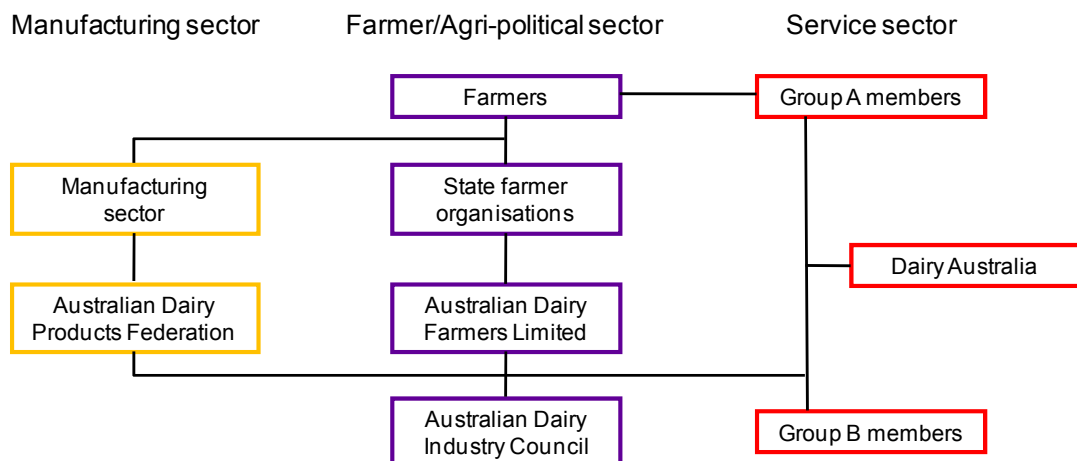 Manufacturing sector
Farmer/Agri-political sector
Service sector
Farmers
Group A members
Manufacturing
sector
State farmer
organisations
Dairy Australia
Australian Dairy
Products Federation
Australian Dairy
Farmers Limited
Australian Dairy
Industry Council
Group B members